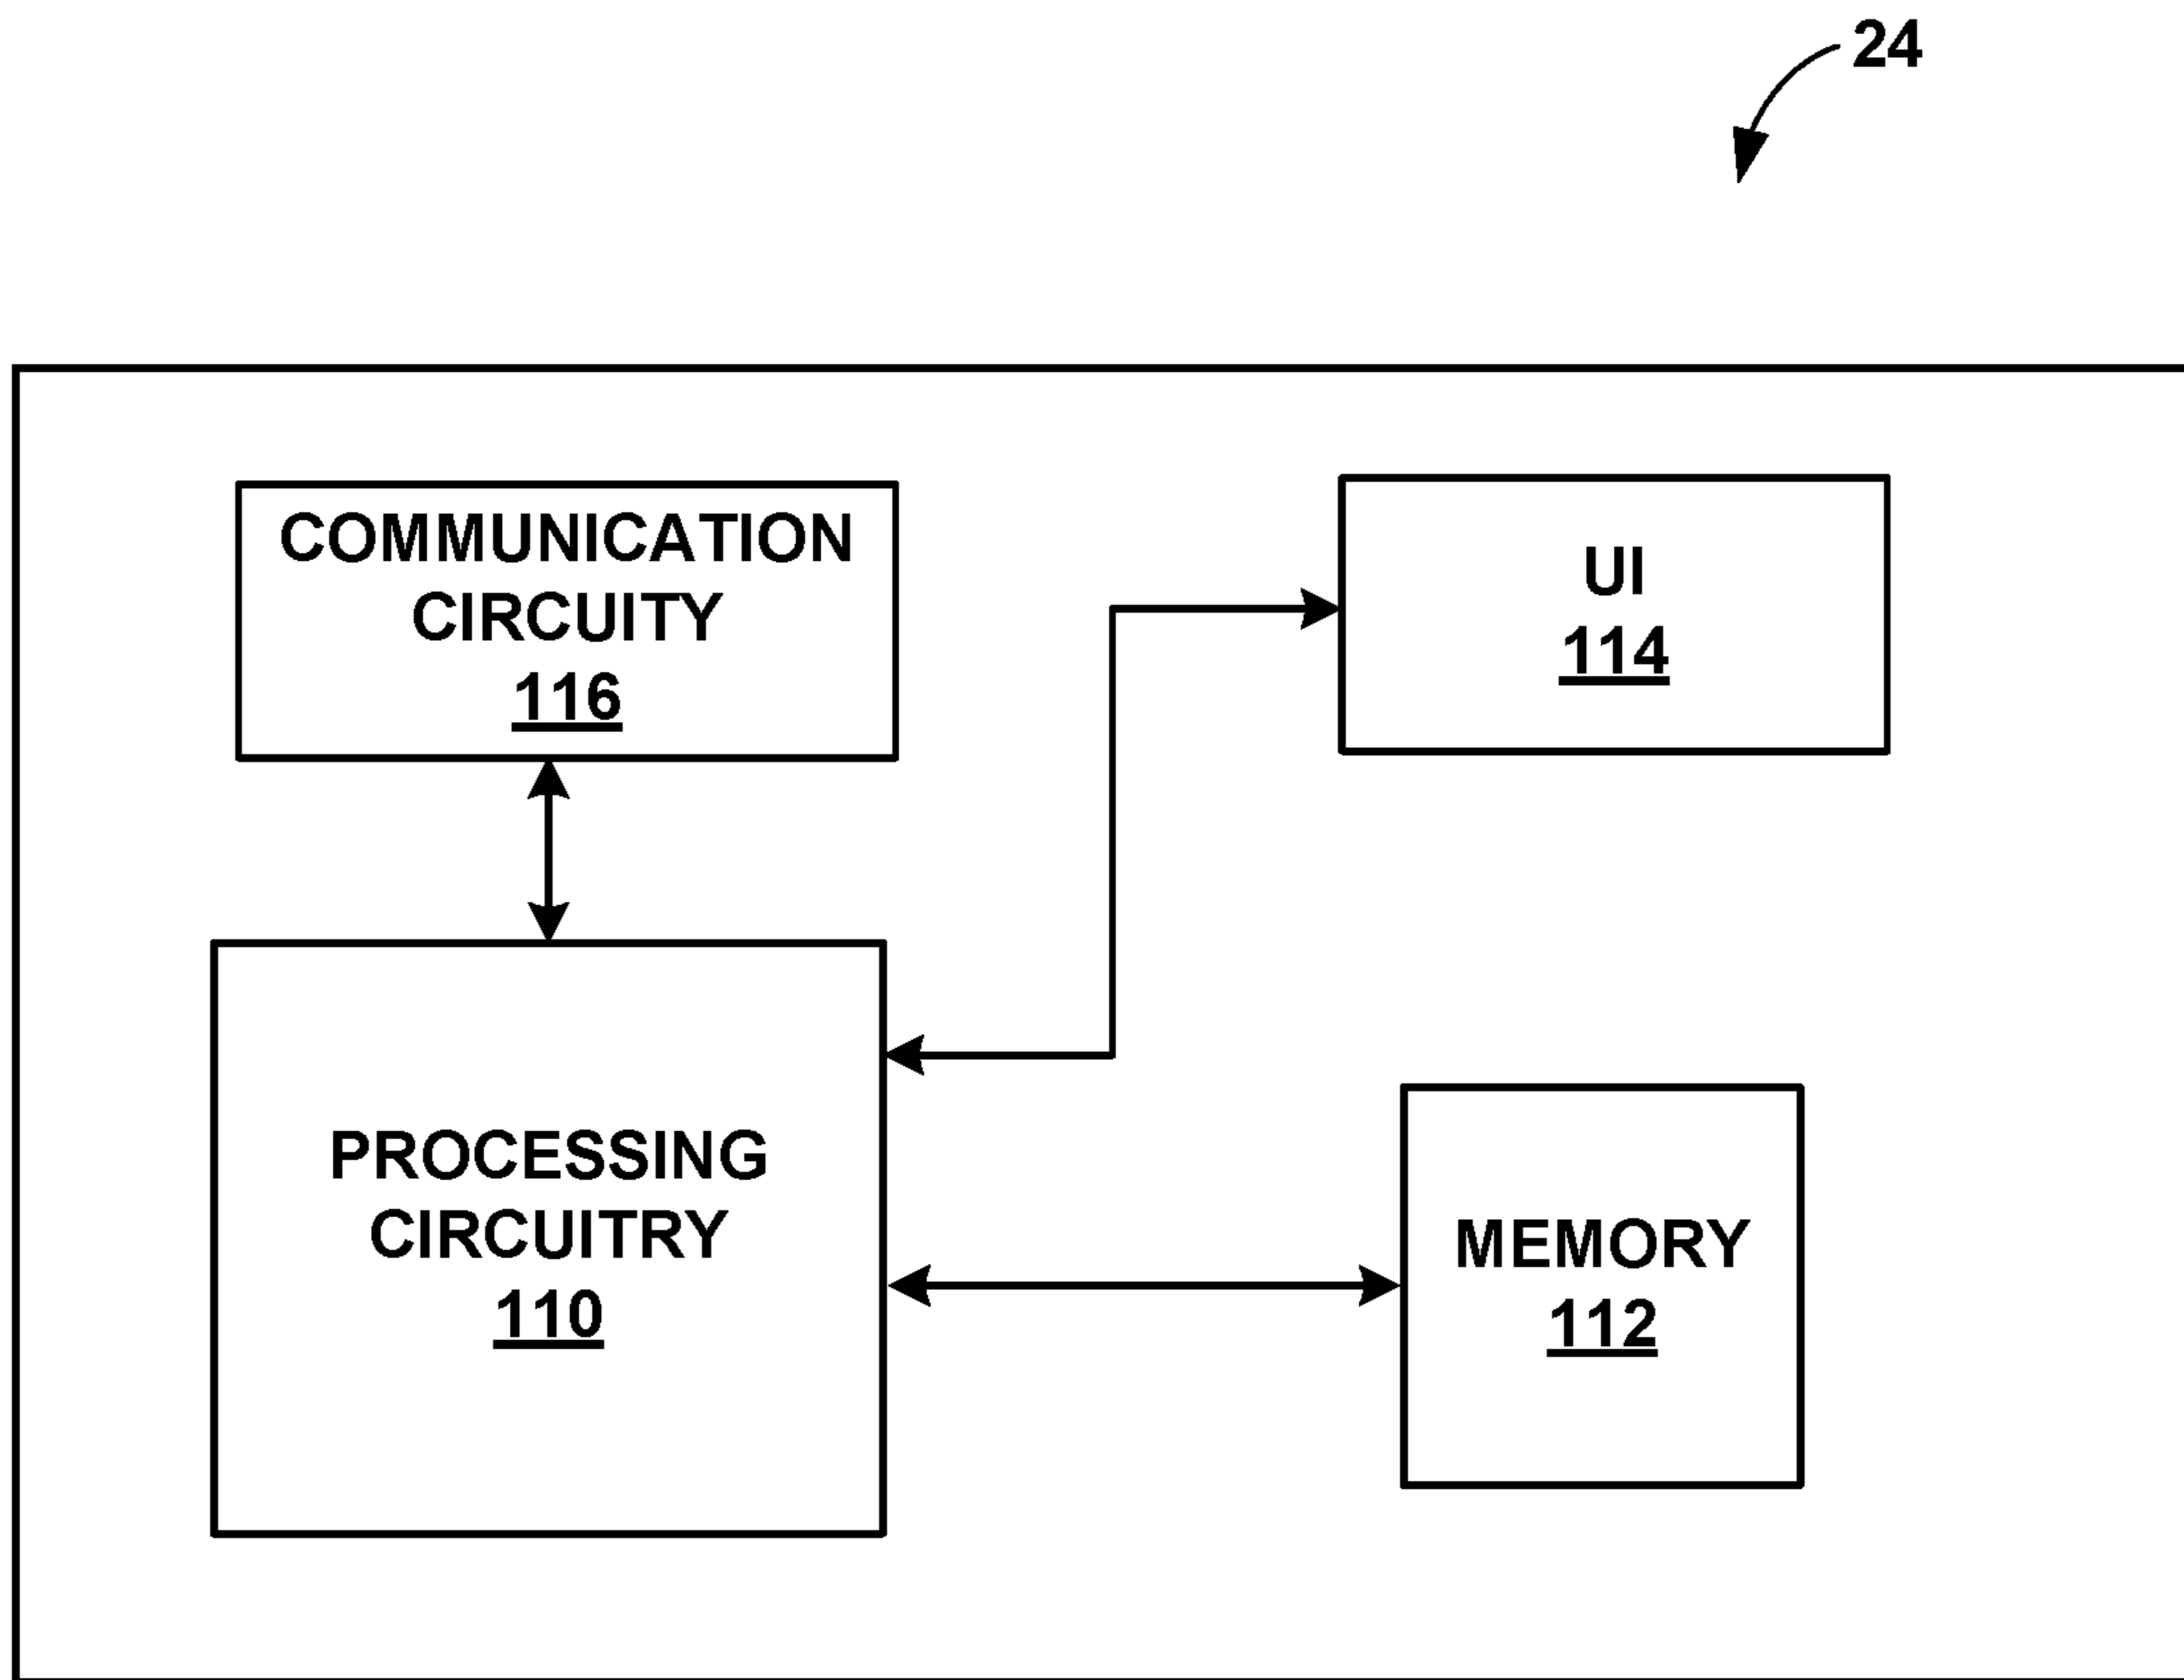 24
COMMUNICATION
CIRCUITY
116
UI
114
PROCESSING
CIRCUITRY
110
MEMORY
112